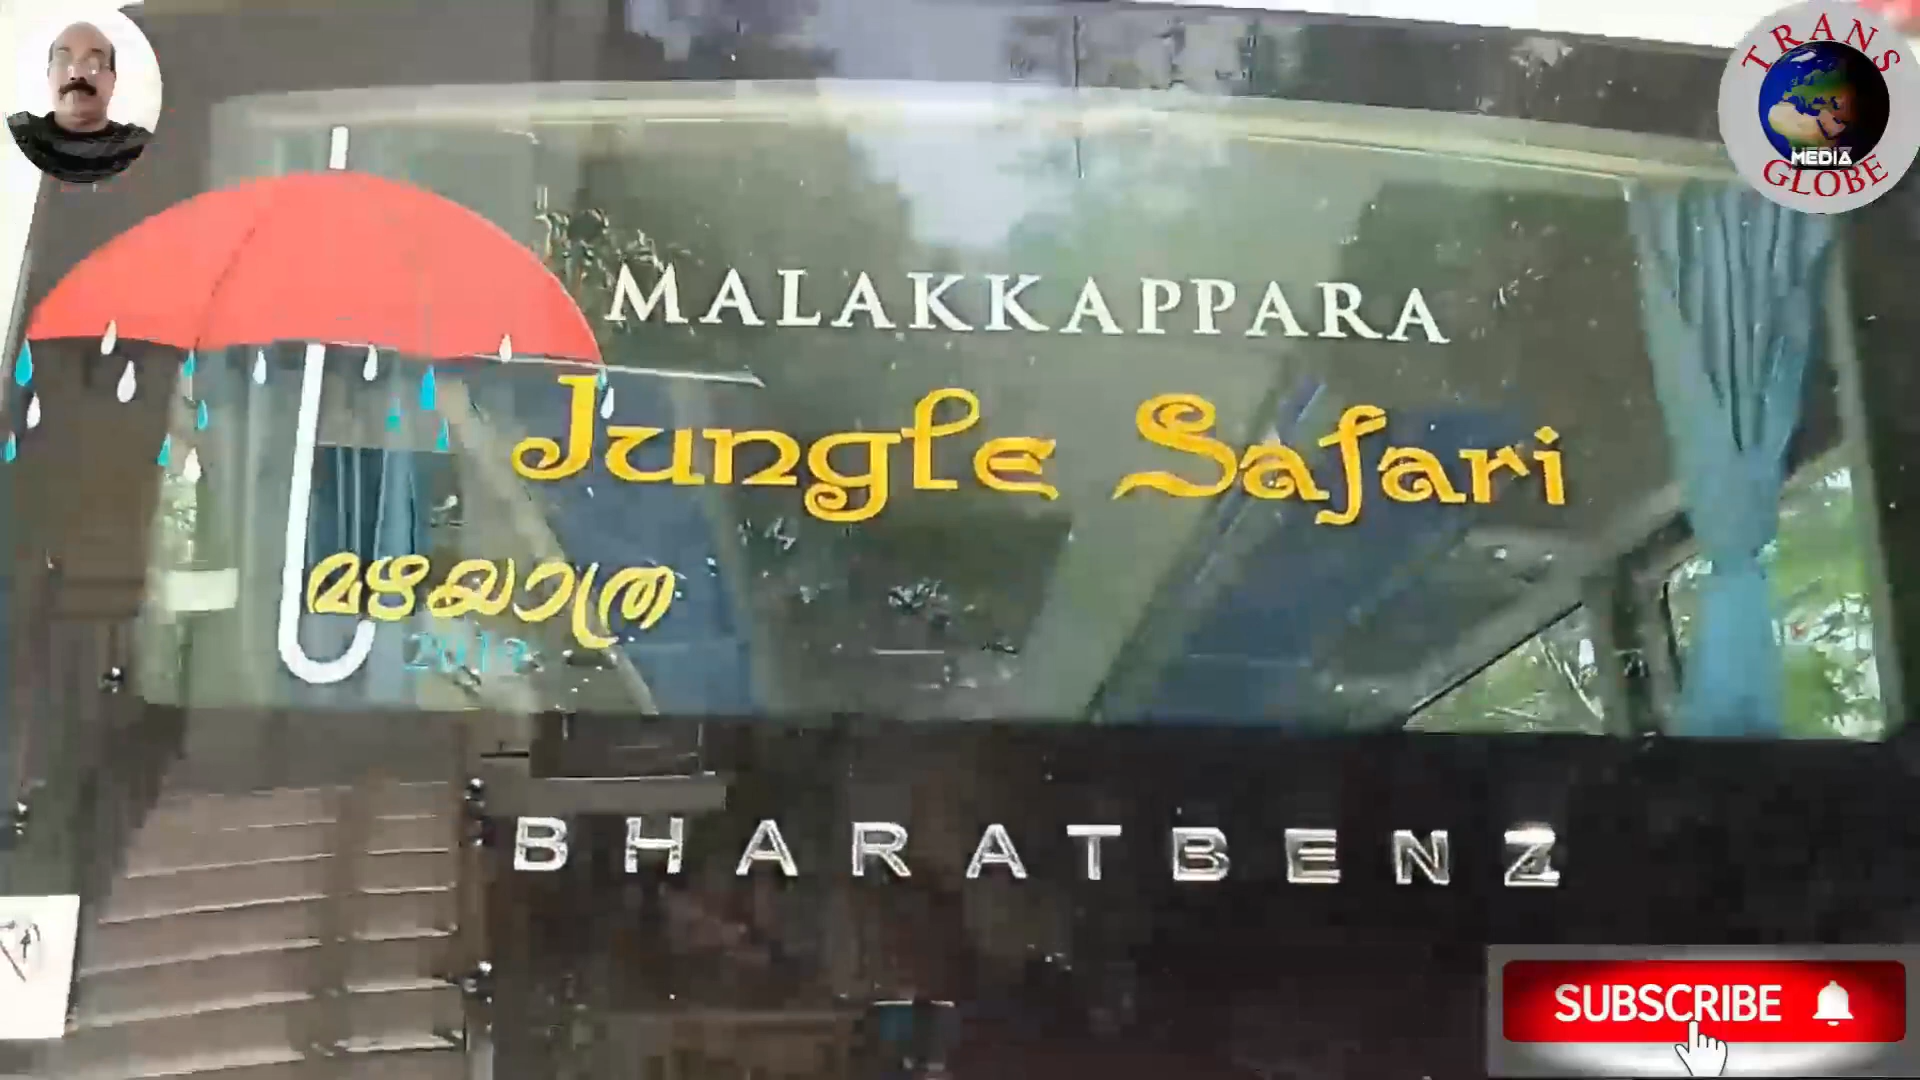 TRANS
MEDIA
GLOBE
MALAKKAPPARA
Jungle Safari
മഴയാത്ര
BHARATBENZ
SUBSCRIBE